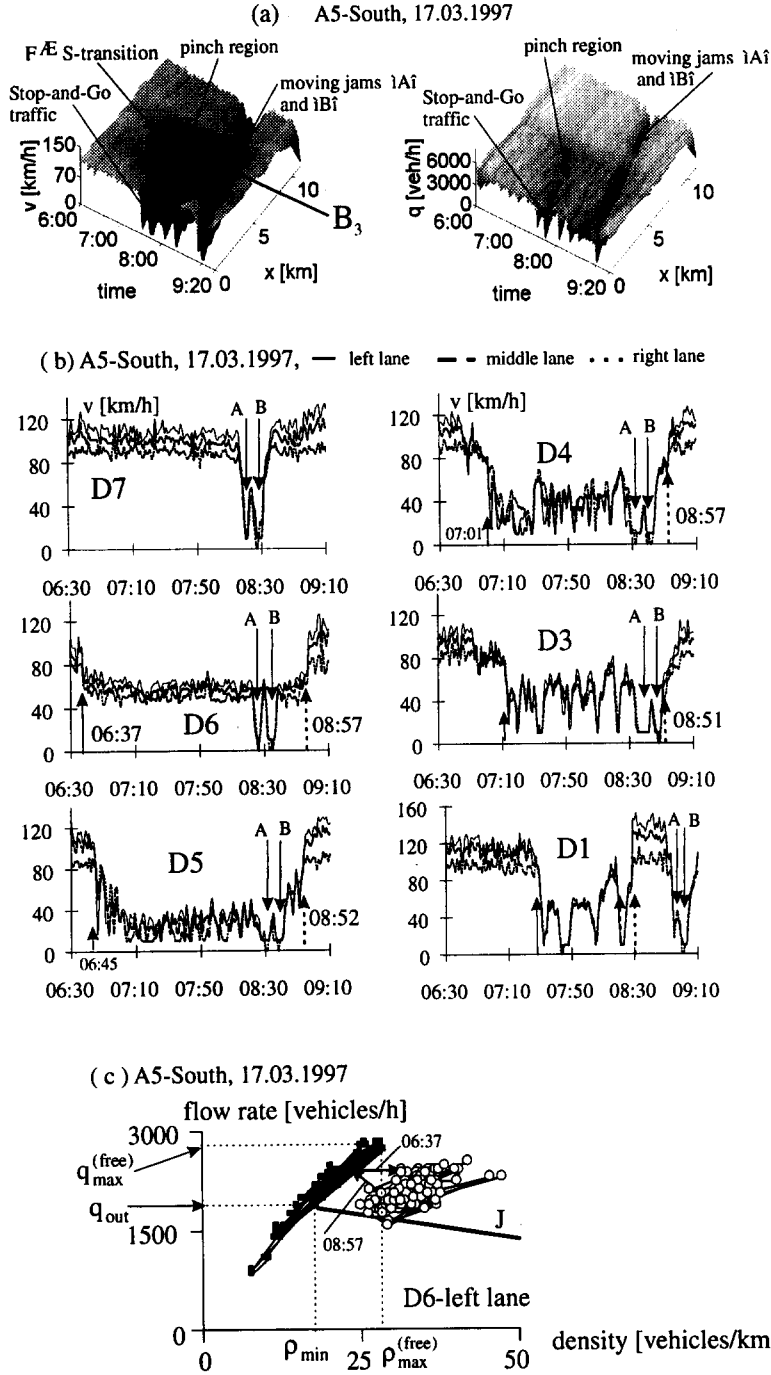 (a) A5-South, 17.03.1997
F Æ S-transition
pinch region
Stop-and-Go traffic
moving jams ìAî and ìBî
v [km/h]
150
70
0
6:00
7:00
8:00
9:20
time
0
5
10
x [km]
B3
pinch region
moving jams ìAî and ìBî
Stop-and-Go traffic
q [veh/h]
6000
3000
0
6:00
7:00
8:00
9:20
time
0
5
10
x [km]
( b ) A5-South, 17.03.1997, left lane middle lane right lane
v [km/h]
A B
120
80
40
0
D7
06:30 07:10 07:50 08:30 09:10
v [km/h]
A B
120
80
40
0
D4
07:01
08:57
06:30 07:10 07:50 08:30 09:10
A B
120
80
40
0
D6
06:37
08:57
06:30 07:10 07:50 08:30 09:10
A B
120
80
40
0
D3
08:51
06:30 07:10 07:50 08:30 09:10
A B
120
80
40
0
D5
06:45
08:52
06:30 07:10 07:50 08:30 09:10
A B
160
120
80
40
0
D1
06:30 07:10 07:50 08:30 09:10
( c ) A5-South, 17.03.1997
flow rate [vehicles/h]
3000
q max (free)
q out
1500
0
06:37
08:57
J
D6-left lane
0 ρ min 25 ρ max (free) 50
density [vehicles/km